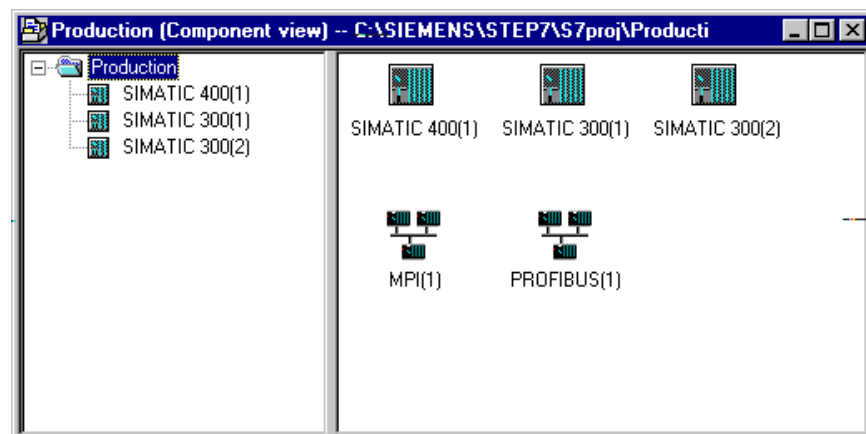 Production (Component view) -- C:\SIEMENS\STEP7\S7proj\Producti
Production
SIMATIC 400(1)
SIMATIC 300(1)
SIMATIC 300(2)
SIMATIC 400(1) SIMATIC 300(1) SIMATIC 300(2)
MPI(1) PROFIBUS(1)